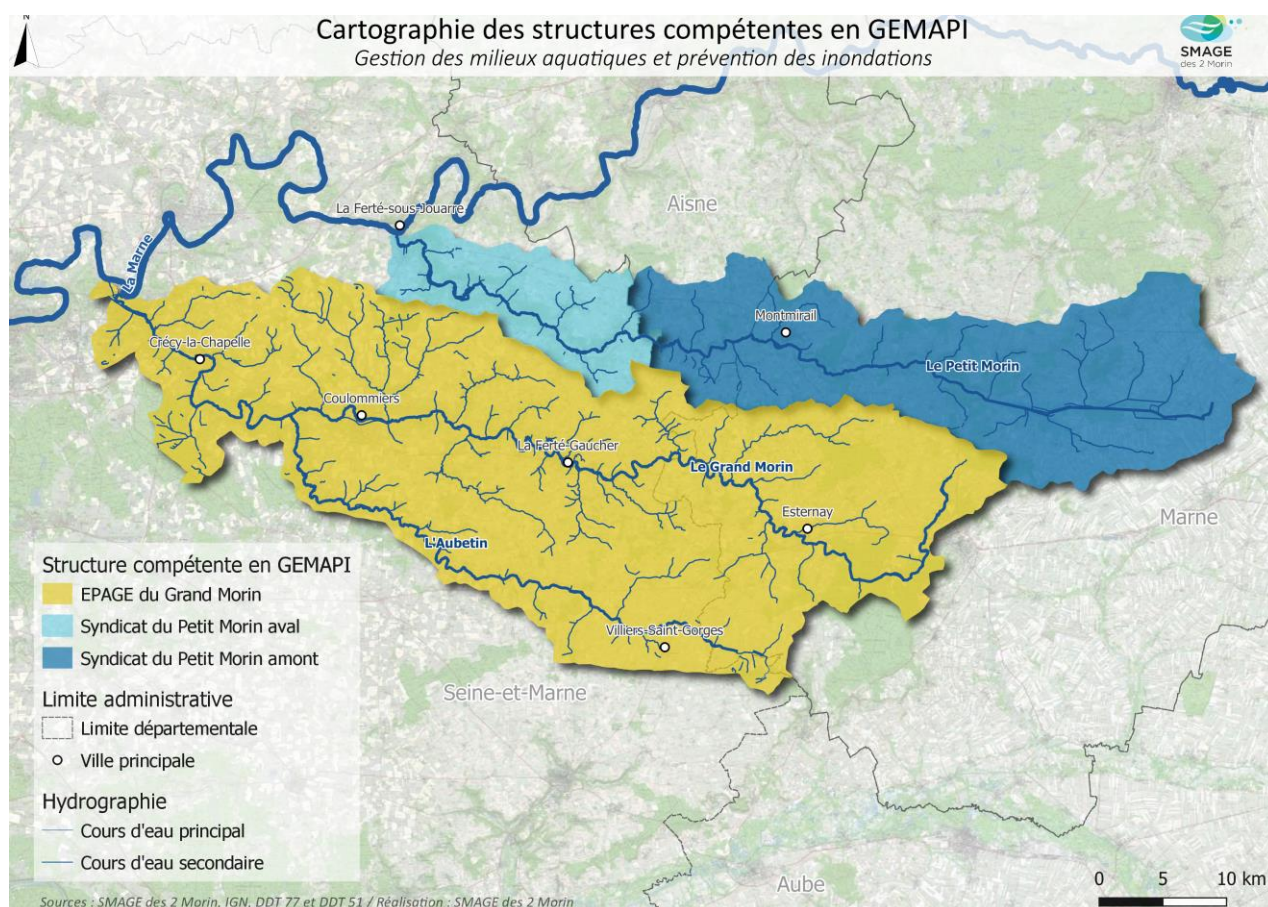 N
Cartographie des structures compétentes en GEMAPI
Gestion des milieux aquatiques et prévention des inondations
SMAGE
des 2 Morin
Aisne
La Ferté-sous-Jouarre
La Marne
Montmirail
Crécy-la-Chapelle
Le Petit Morin
Coulommiers
La Ferté-Gaucher
Le Grand Morin
Esternay
Marne
L'Aubetin
Villiers-Saint-Gorges
Seine-et-Marne
Structure compétente en GEMAPI
EPAGE du Grand Morin
Syndicat du Petit Morin aval
Syndicat du Petit Morin amont
Limite administrative
Limite départementale
Ville principale
Hydrographie
Cours d'eau principal
Cours d'eau secondaire
Aube
0 5 10 km
Sources : SMAGE des 2 Morin, IGN, DDT 77 et DDT 51 / Réalisation : SMAGE des 2 Morin